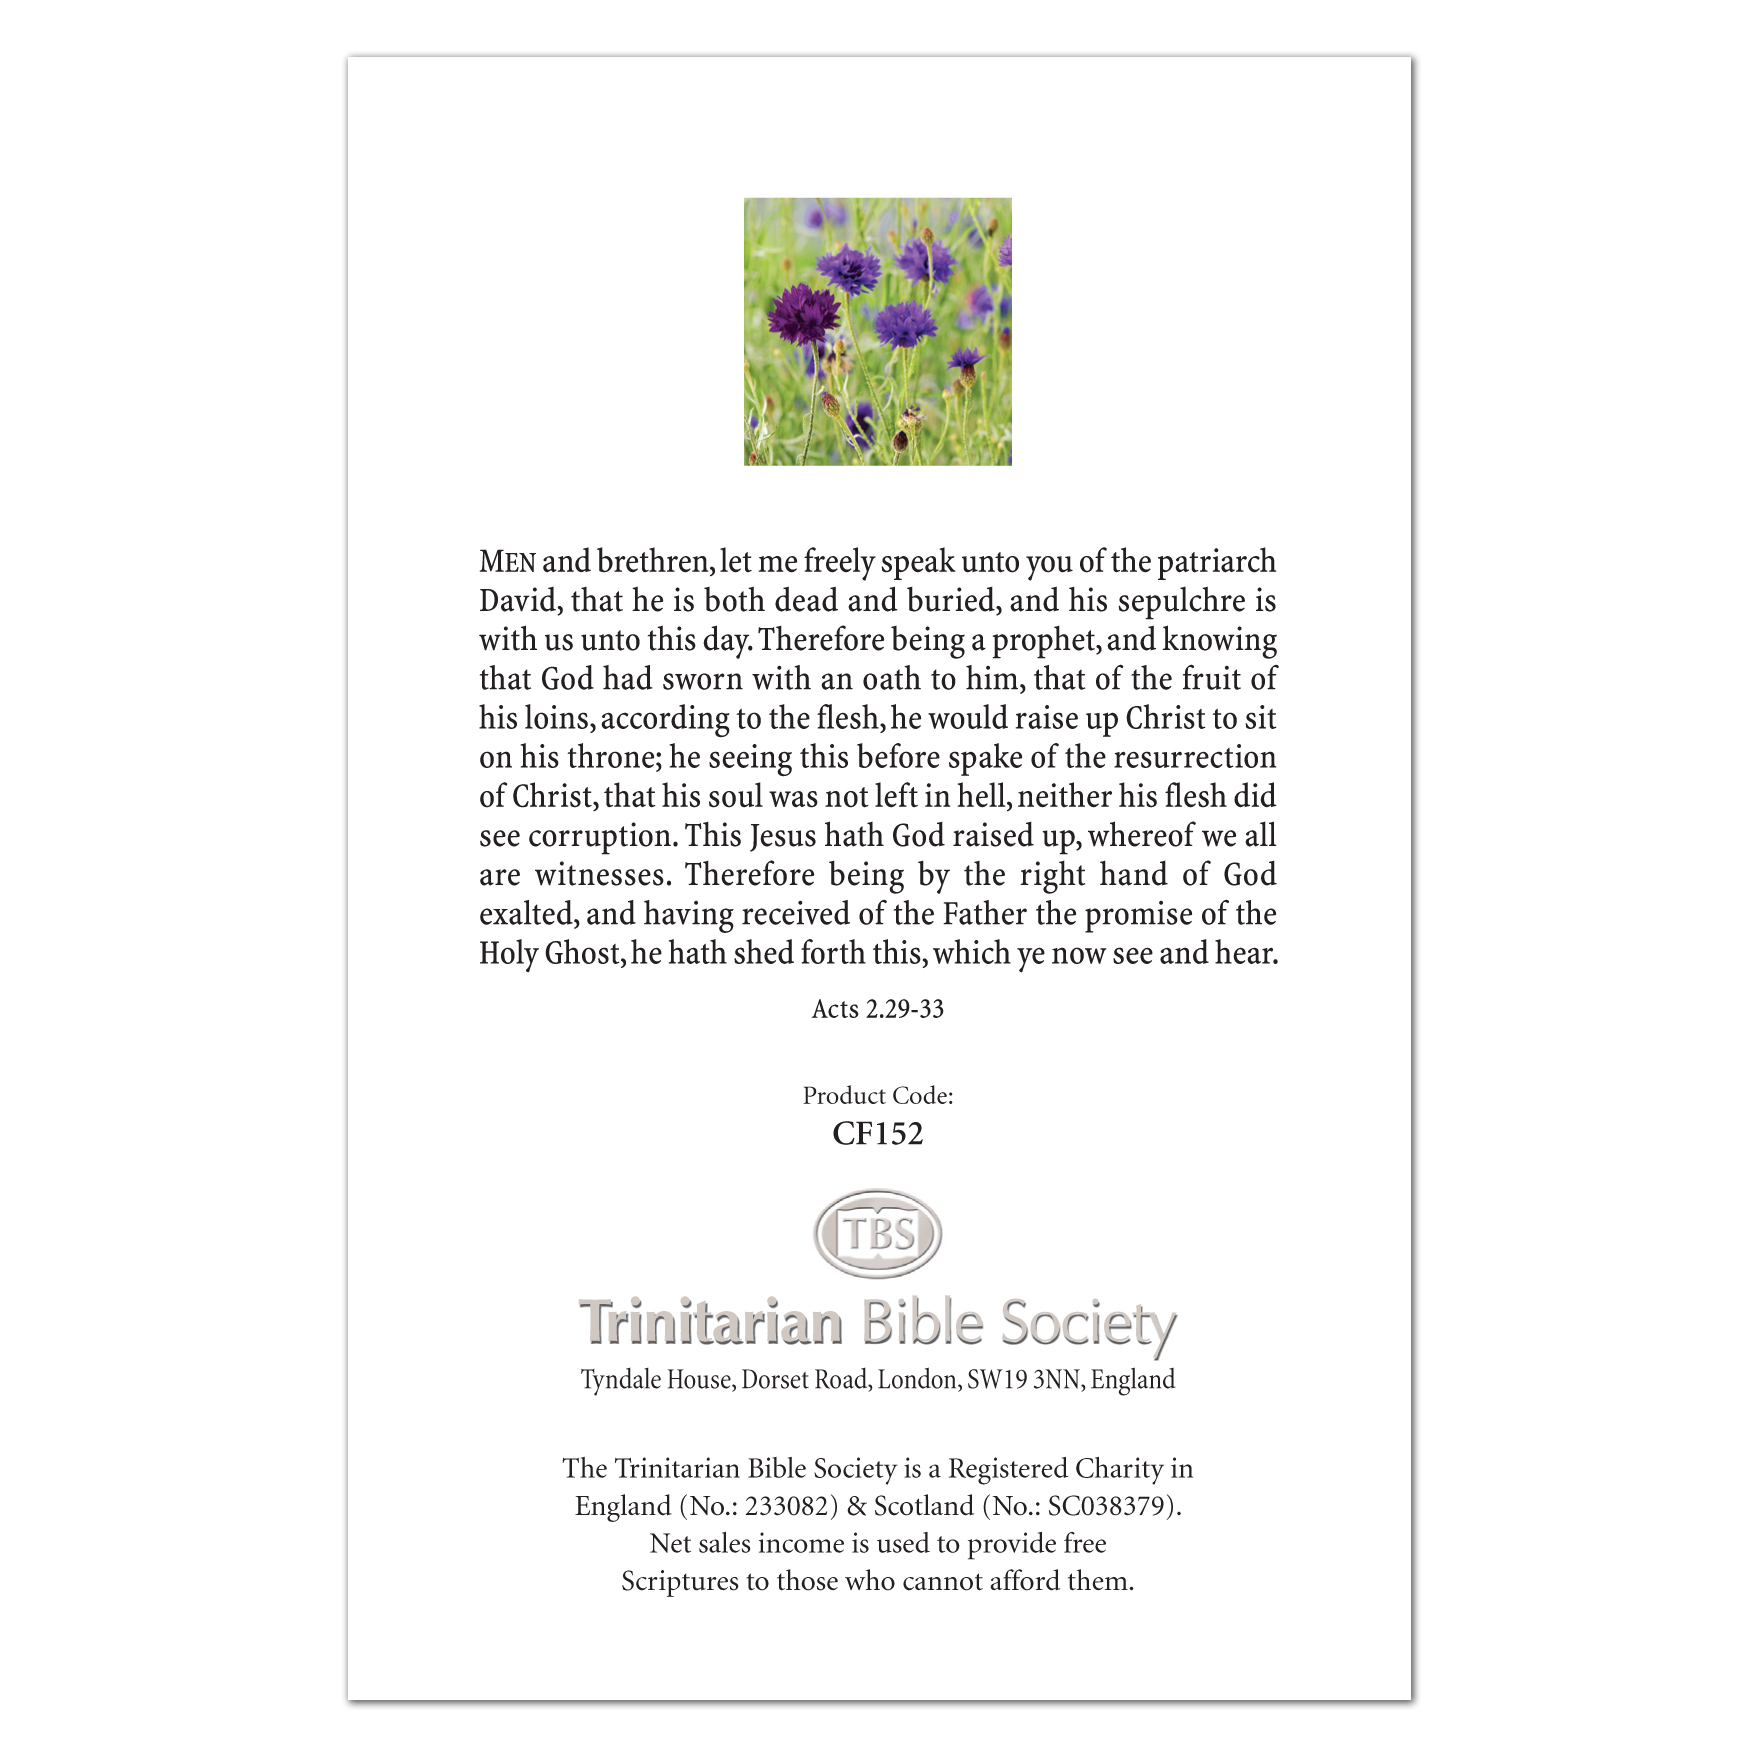 MEN and brethren, let me freely speak unto you of the patriarch
David, that he is both dead and buried, and his sepulchre is
with us unto this day. Therefore being a prophet, and knowing
that God had sworn with an oath to him, that of the fruit of
his loins, according to the flesh, he would raise up Christ to sit
on his throne; he seeing this before spake of the resurrection
of Christ, that his soul was not left in hell, neither his flesh did
see corruption. This Jesus hath God raised up, whereof we all
are witnesses. Therefore being by the right hand of God
exalted, and having received of the Father the promise of the
Holy Ghost, he hath shed forth this, which ye now see and hear.
Acts 2.29-33
Product Code:
CF152
TBS
Trinitarian Bible Society
Tyndale House, Dorset Road, London, SW19 3NN, England
The Trinitarian Bible Society is a Registered Charity in
England (No.: 233082) & Scotland (No.: SC038379).
Net sales income is used to provide free
Scriptures to those who cannot afford them.